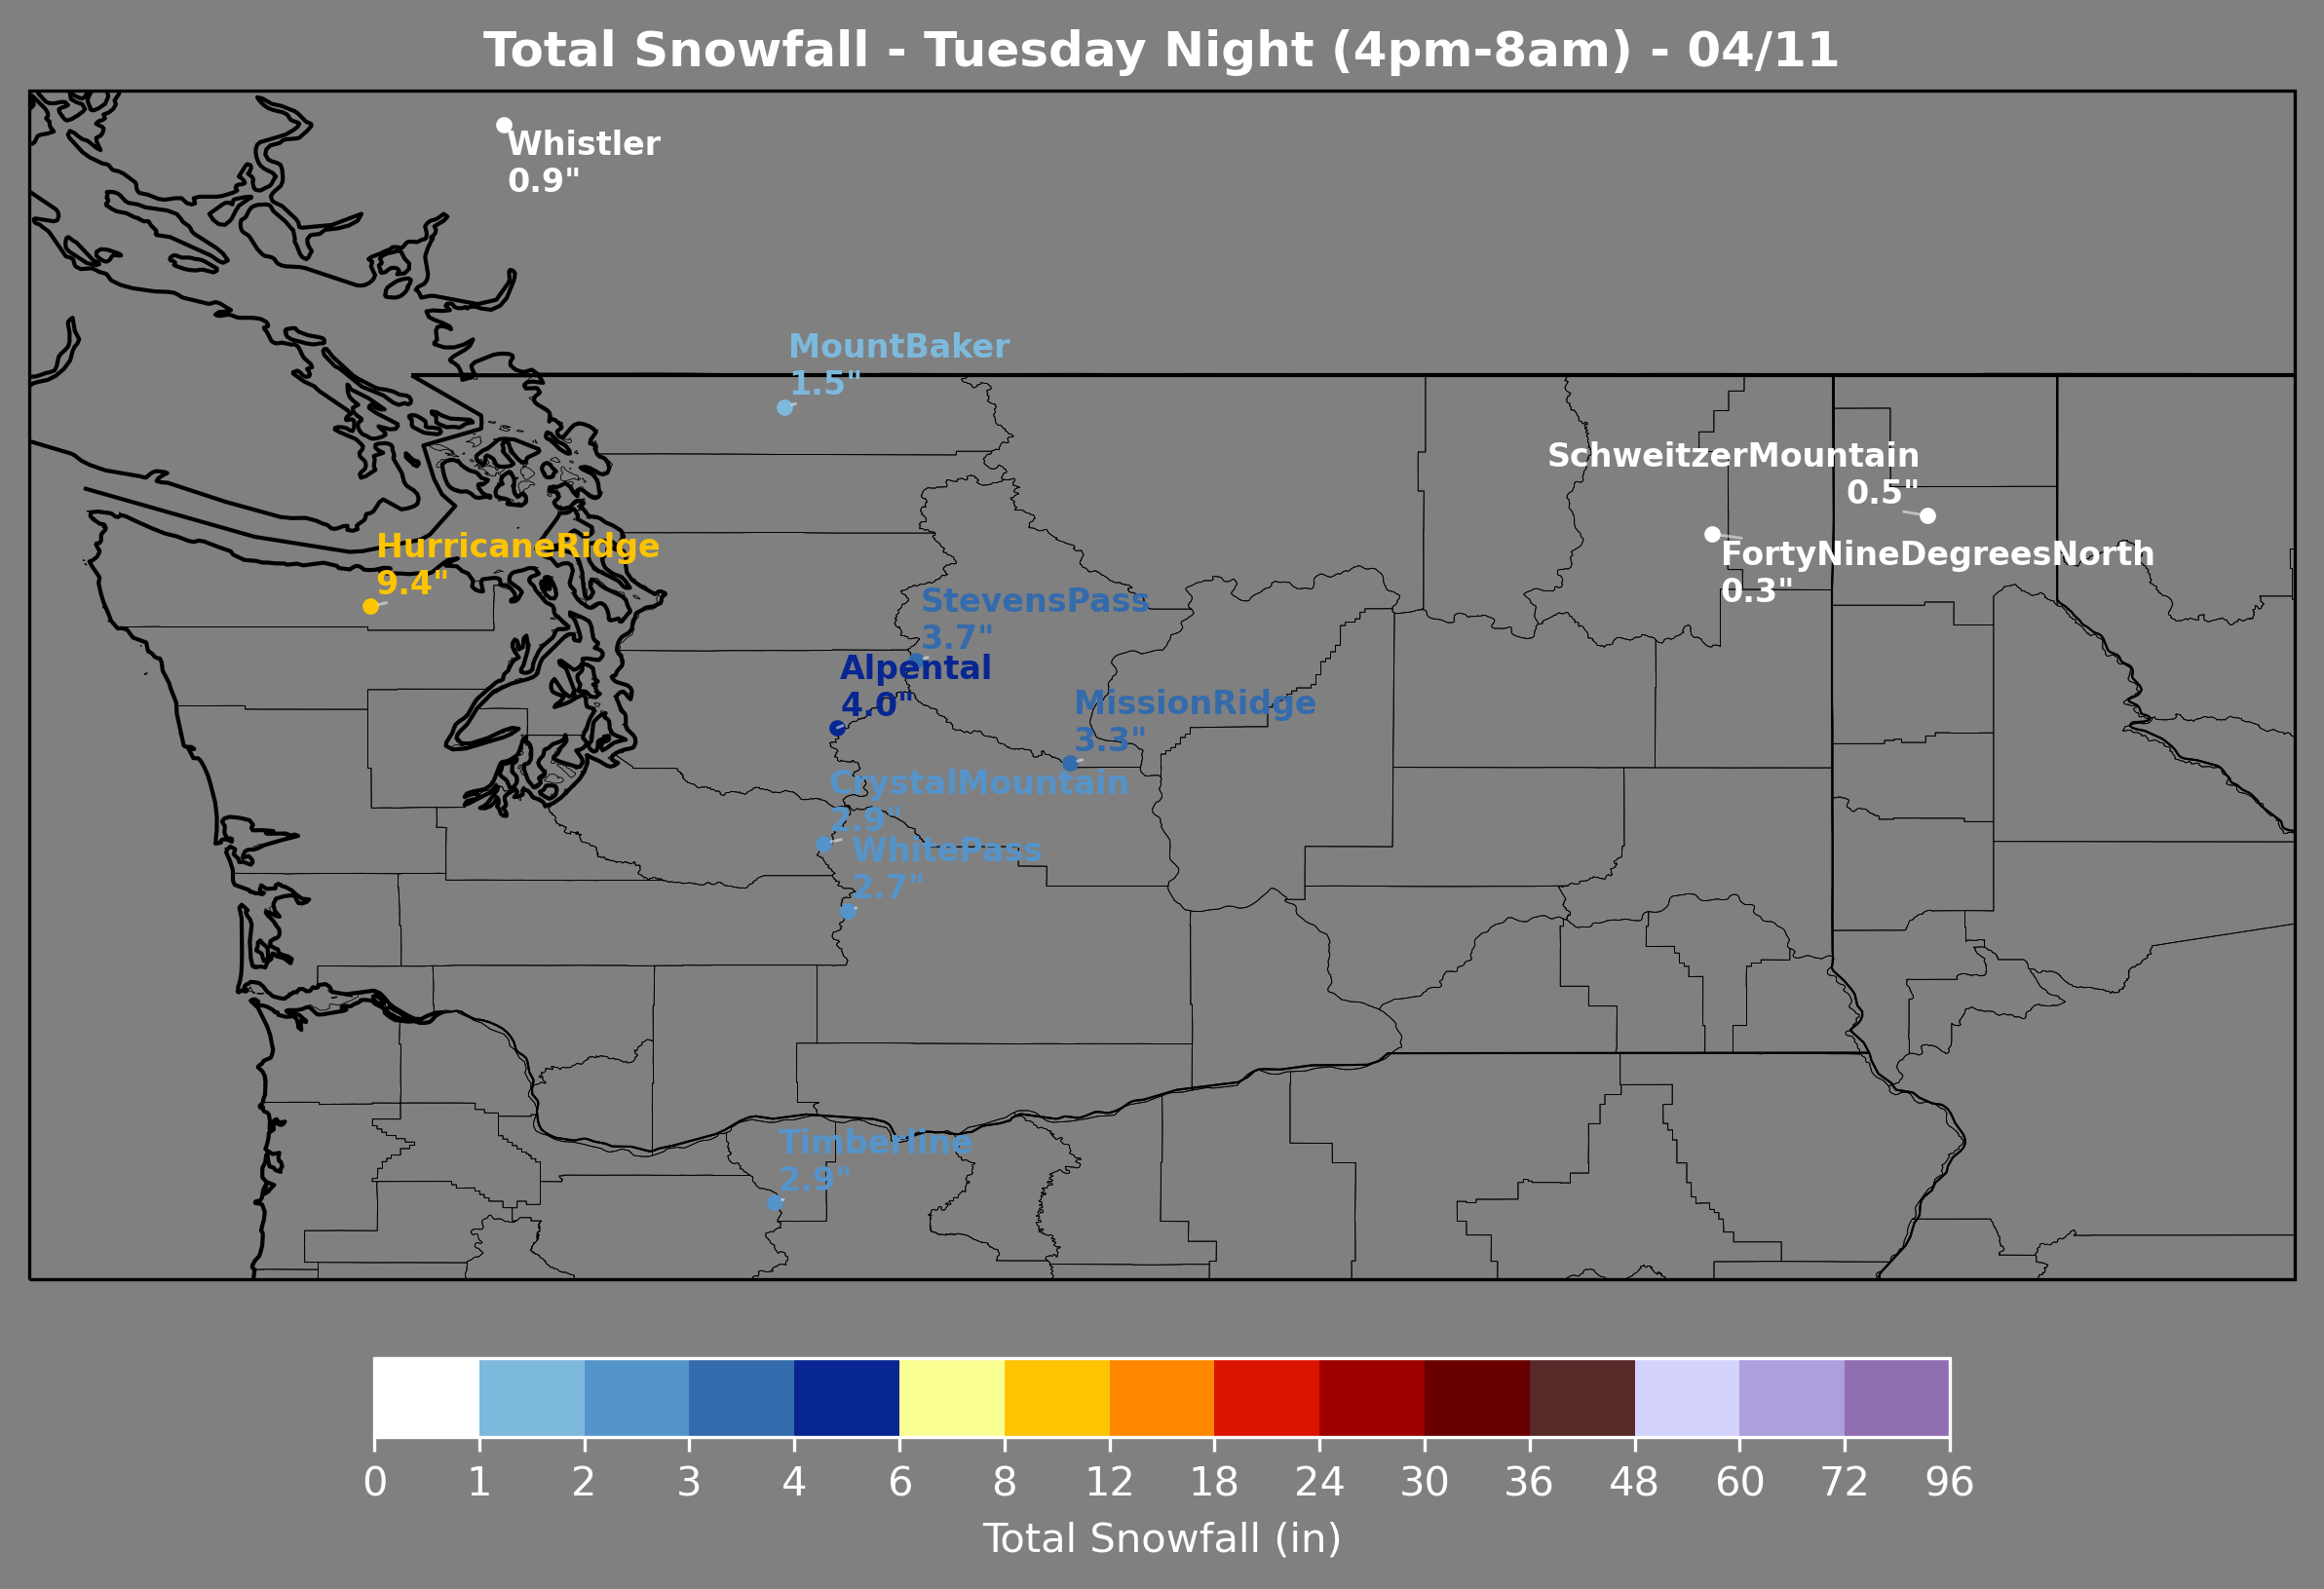 Total Snowfall - Tuesday Night (4pm-8am) - 04/11
Whistler
0.9"
MountBaker
1.5"
SchweitzerMountain
0.5"
HurricaneRidge
9.4"
FortyNineDegreesNorth
0.3"
StevensPass
3.7"
Alpental
4.0"
MissionRidge
3.3"
CrystalMountain
2.9"
WhitePass
2.7"
Timberline
2.9"
0 1 2 3 4 6 8 12 18 24 30 36 48 60 72 96
Total Snowfall (in)